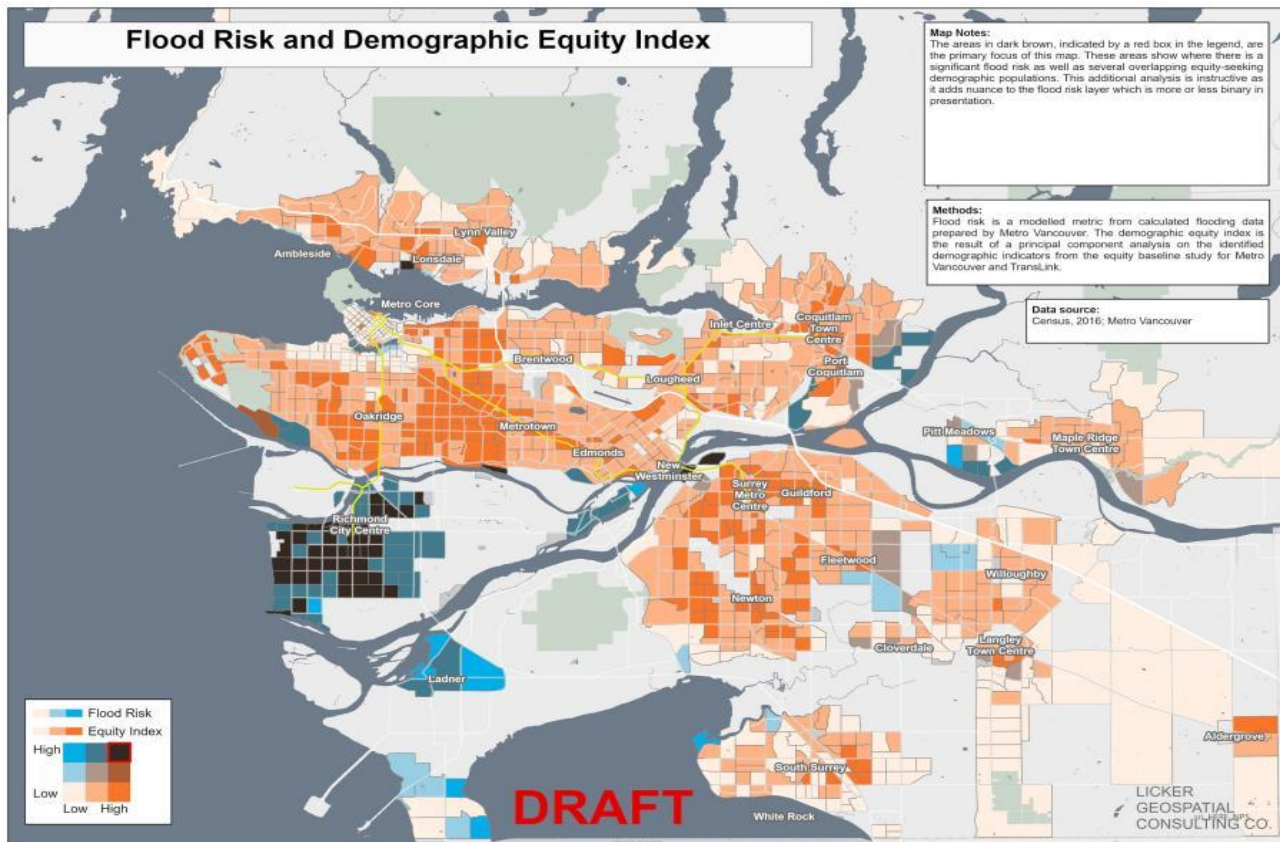 Flood Risk and Demographic Equity Index
Map Notes:
The areas in dark brown, indicated by a red box in the legend, are
the primary focus of this map. These areas show where there is a
significant flood risk as well as several overlapping equity-seeking
demographic populations. This additional analysis is instructive as
it adds nuance to the flood risk layer which is more or less binary in
presentation.
Methods:
Flood risk is a modelled metric from calculated flooding data
prepared by Metro Vancouver. The demographic equity index is
the result of a principal component analysis on the identified
demographic indicators from the equity baseline study for Metro
Vancouver and TransLink.
Data source:
Census, 2016; Metro Vancouver
Lynn Valley
Ambleside
Lonsdale
Metro Core
Inlet Centre
Coquitlam
Town
Centre
Brentwood
Port
Coquitlam
Lougheed
Oakridge
Metrotown
Pitt Meadows
Maple Ridge
Town Centre
Edmonds
New
Westminster
Surrey
Metro
Centre
Guildford
Richmond
City Centre
Fleetwood
Willoughby
Newton
Cloverdale
Langley
Town Centre
Ladner
Aldergrove
South Surrey
White Rock
Flood Risk
Equity Index
High
Low
Low High
DRAFT
LICKER
GEOSPATIAL
CONSULTING CO.